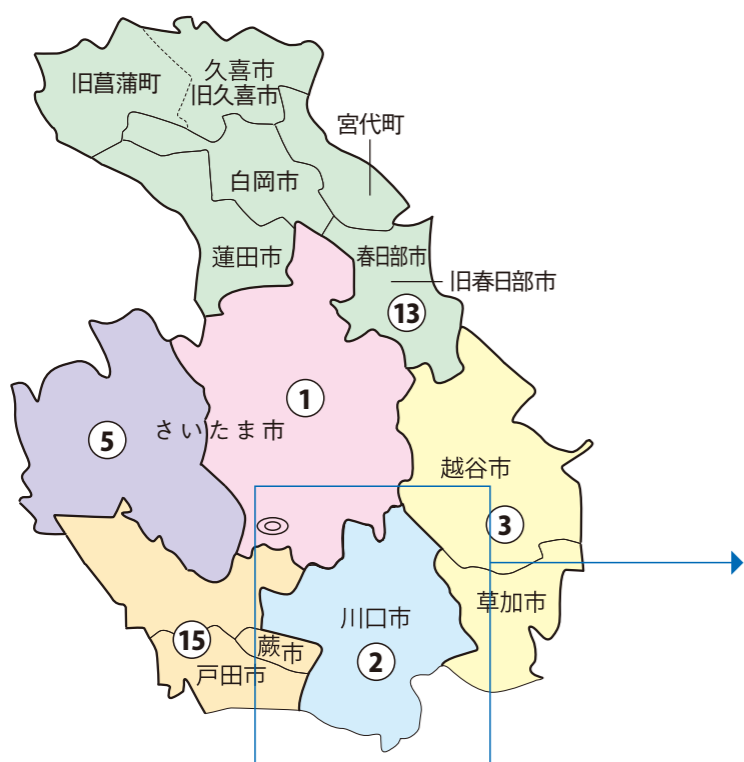 旧菖蒲町
久喜市
旧久喜市
宮代町
白岡市
蓮田市
春日部市
旧春日部市
13
1
さいたま市
5
越谷市
3
草加市
川口市
2
15
蕨市
戸田市